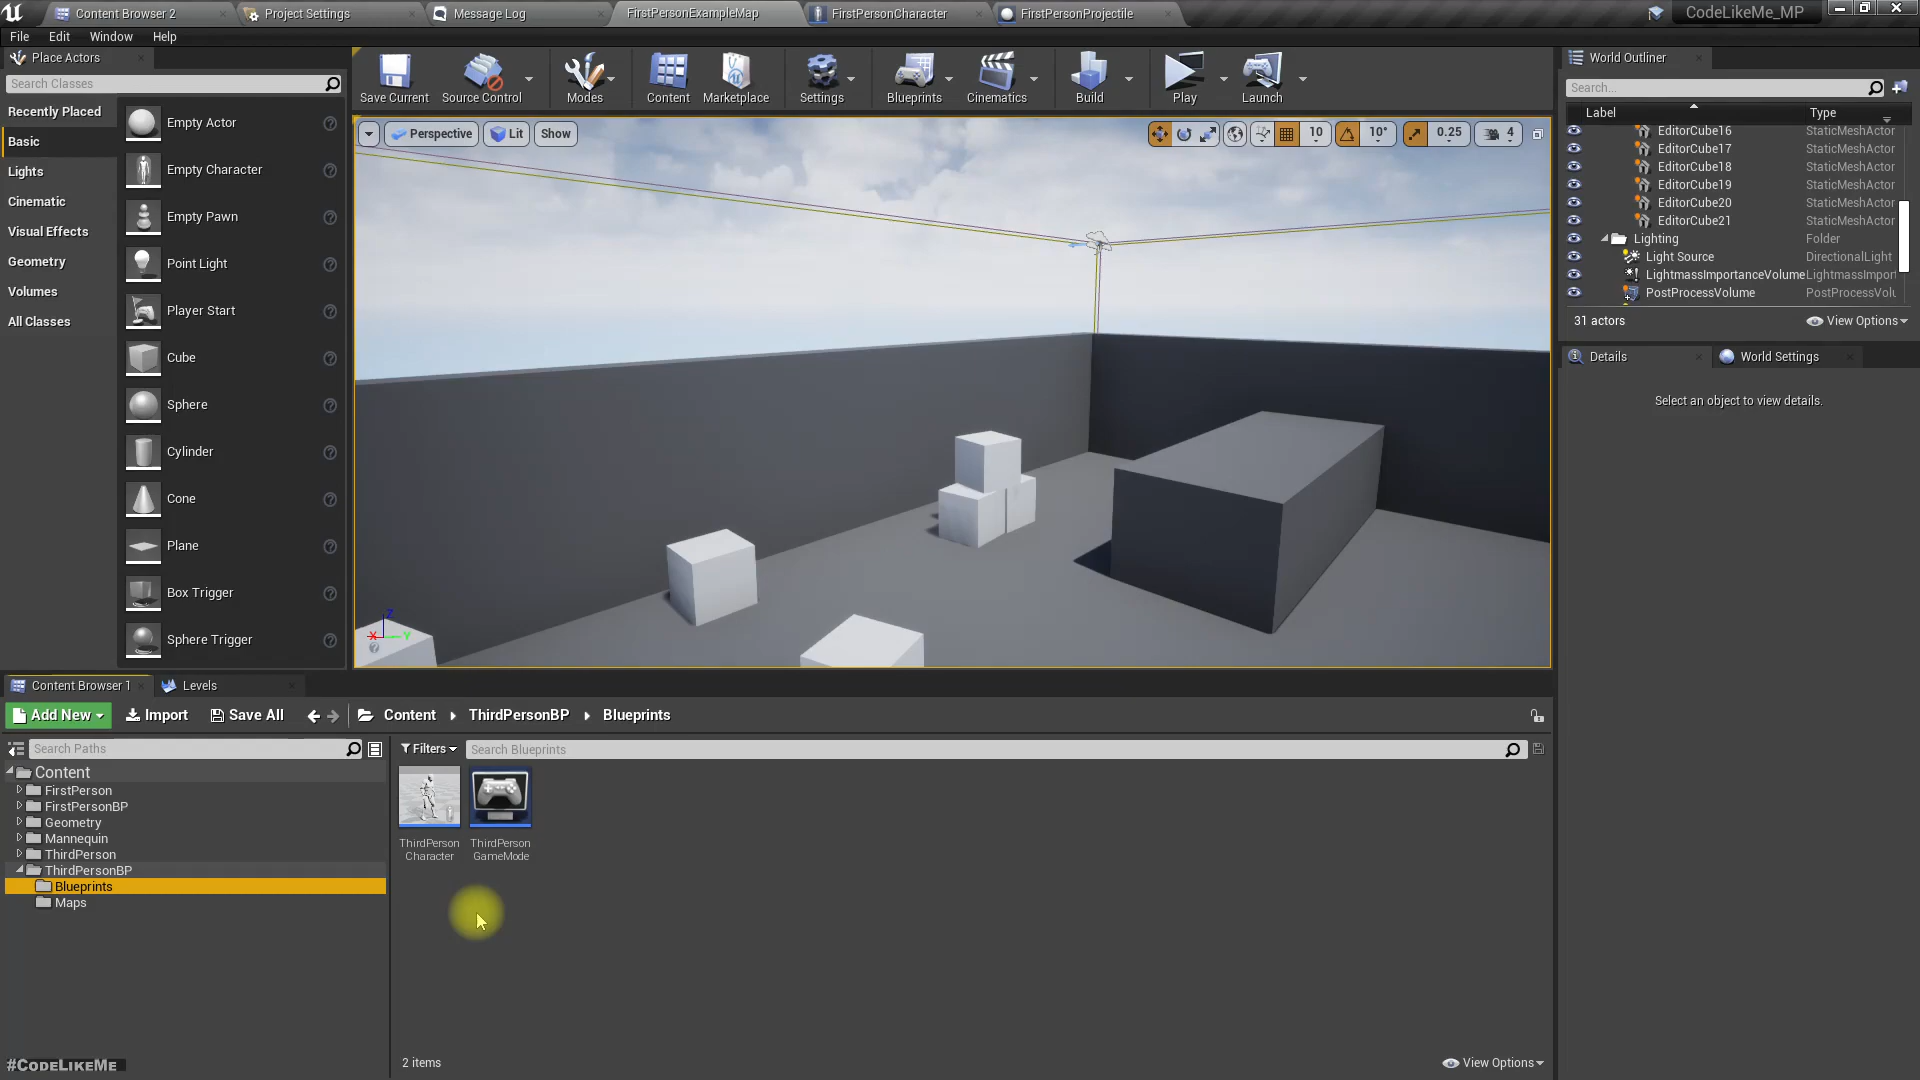 Content Browser 2
Project Settings
Message Log
FirstPersonExampleMap
FirstPersonCharacter
FirstPersonProjectile
CodeLikeMe_MP
File Edit Window Help
Place Actors
Search Classes
Recently Placed
Basic
Lights
Cinematic
Visual Effects
Geometry
Volumes
All Classes
Empty Actor
Empty Character
Empty Pawn
Point Light
Player Start
Cube
Sphere
Cylinder
Cone
Plane
Box Trigger
Sphere Trigger
Save Current
Source Control
Modes
Content
Marketplace
Settings
Blueprints
Cinematics
Build
Play
Launch
Perspective
Lit
Show
10
10°
0.25
4
X
Y
Z
World Outliner
Search...
Label
Type
EditorCube16 StaticMeshActor
EditorCube17 StaticMeshActor
EditorCube18 StaticMeshActor
EditorCube19 StaticMeshActor
EditorCube20 StaticMeshActor
EditorCube21 StaticMeshActor
Lighting Folder
Light Source DirectionalLight
LightmassImportanceVolume LightmassImpor
PostProcessVolume PostProcessVolu
31 actors
View Options
Details
World Settings
Select an object to view details.
Content Browser 1
Levels
Add New
Import
Save All
Content
ThirdPersonBP
Blueprints
Search Paths
Filters
Search Blueprints
Content
FirstPerson
FirstPersonBP
Geometry
Mannequin
ThirdPerson
ThirdPersonBP
Blueprints
Maps
ThirdPerson
Character
ThirdPerson
GameMode
2 items
View Options
#CodeLikeMe